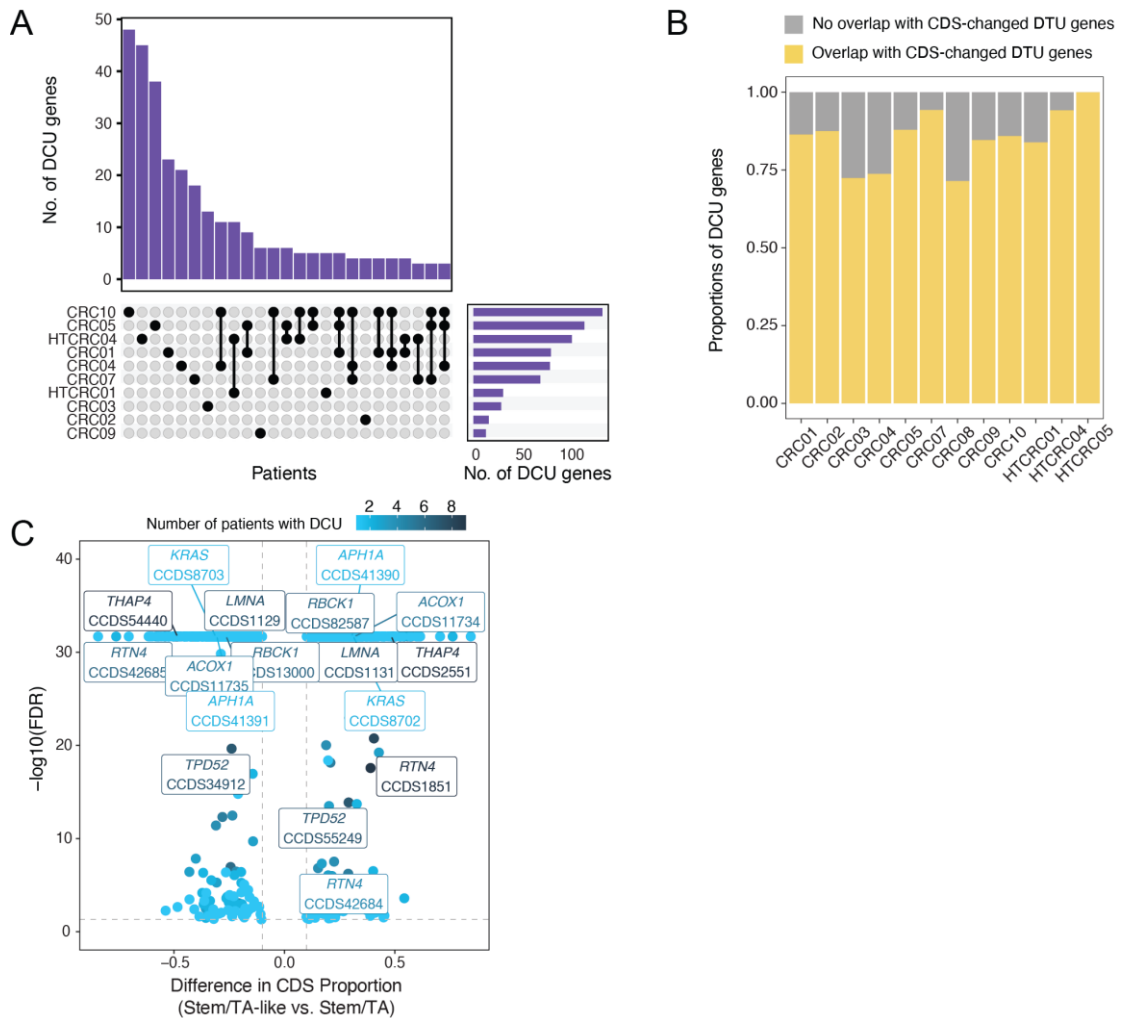 A
50
40
30
20
10
0
No. of DCU genes
CRC10
CRC05
HTCRC04
CRC01
CRC04
CRC07
HTCRC01
CRC03
CRC02
CRC09
Patients
0 50 100
No. of DCU genes
B
No overlap with CDS-changed DTU genes
Overlap with CDS-changed DTU genes
1.00
0.75
0.50
0.25
0.00
Proportions of DCU genes
CRC01
CRC02
CRC03
CRC04
CRC05
CRC07
CRC08
CRC09
CRC10
HTCRC01
HTCRC04
HTCRC05
C
Number of patients with DCU
2 4 6 8
40
30
20
10
0
−log10(FDR)
KRAS
CCDS8703
APH1A
CCDS41390
THAP4
CCDS54440
LMNA
CCDS1129
RBCK1
CCDS82587
ACOX1
CCDS11734
RTN4
CCDS42685
ACOX1
CCDS11735
RBCK1
CDS13000
LMNA
CCDS1131
THAP4
CCDS2551
APH1A
CCDS41391
KRAS
CCDS8702
TPD52
CCDS34912
RTN4
CCDS1851
TPD52
CCDS55249
RTN4
CCDS42684
−0.5 0.0 0.5
Difference in CDS Proportion
(Stem/TA-like vs. Stem/TA)